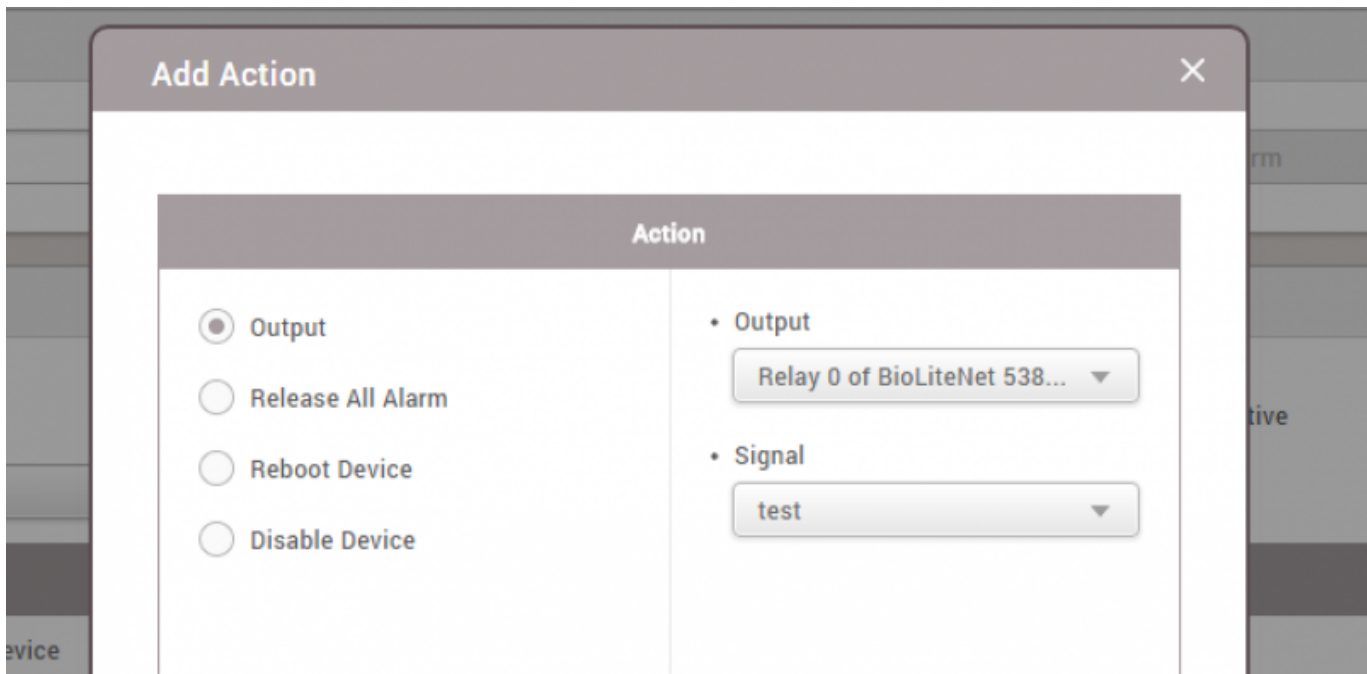 Add Action
rm
Action
Output
Release All Alarm
Reboot Device
Disable Device
• Output
Relay 0 of BioLiteNet 538...
• Signal
test
tive
evice